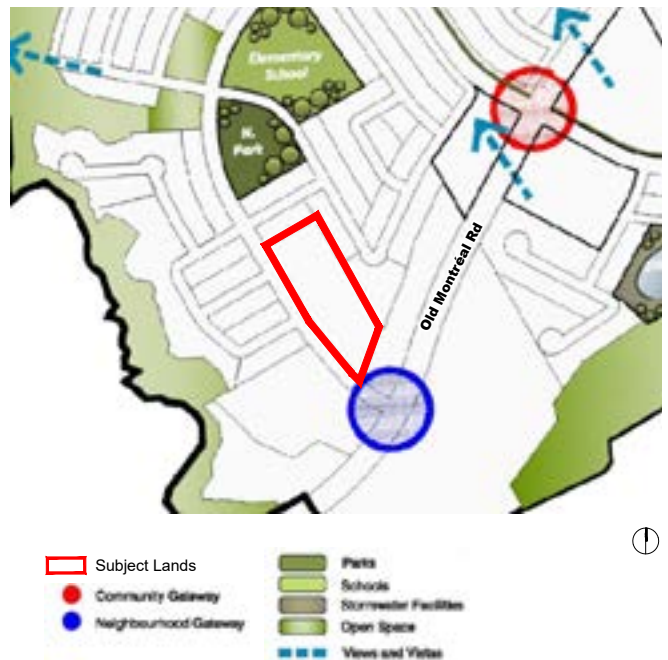 Elementary
School
N.
Park
Old Montréal Rd
Subject Lands
Community Gateway
Neighbourhood Gateway
Parks
Schools
Stormwater Facilities
Open Space
Views and Vistas